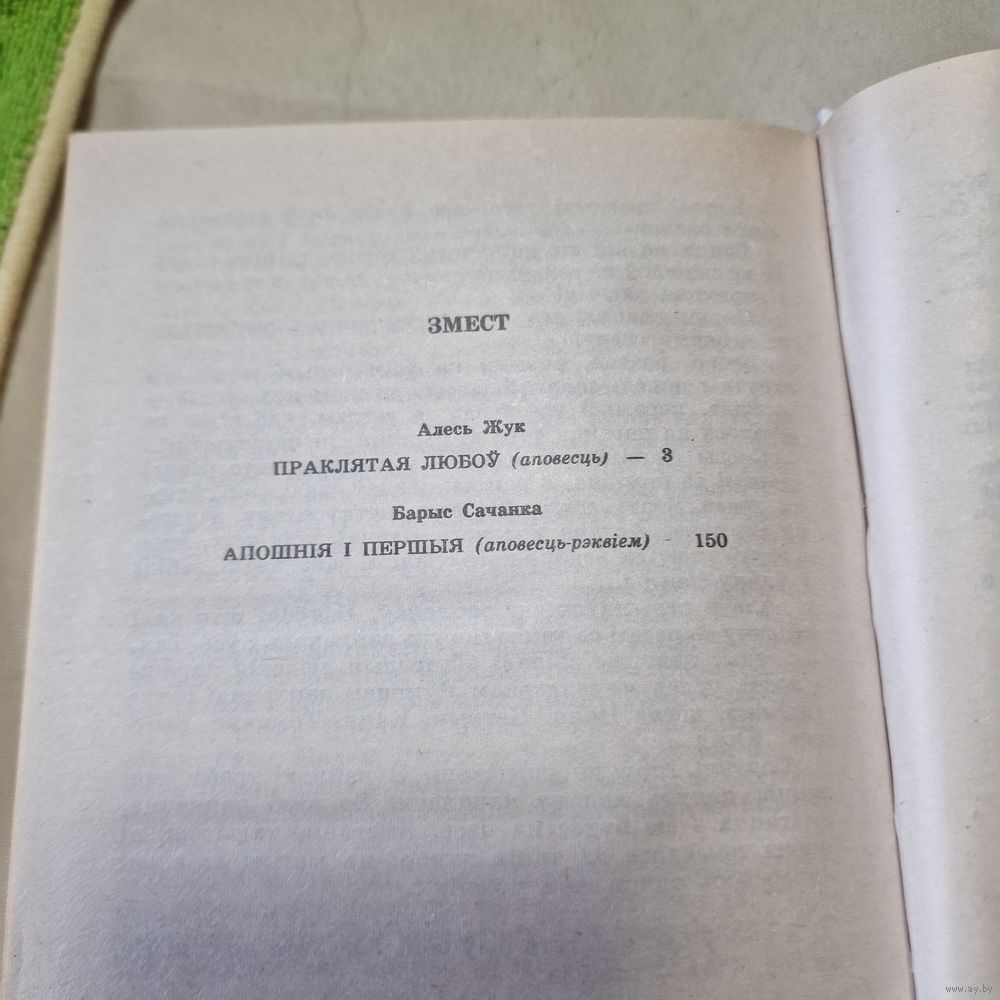 ЗМЕСТ
Алесь Жук
ПРАКЛЯТАЯ ЛЮБОЎ (аповесць) — 3
Барыс Сачанка
АПОШНІЯ І ПЕРШЫЯ (аповесць-рэквіем) - 150
www.ay.by